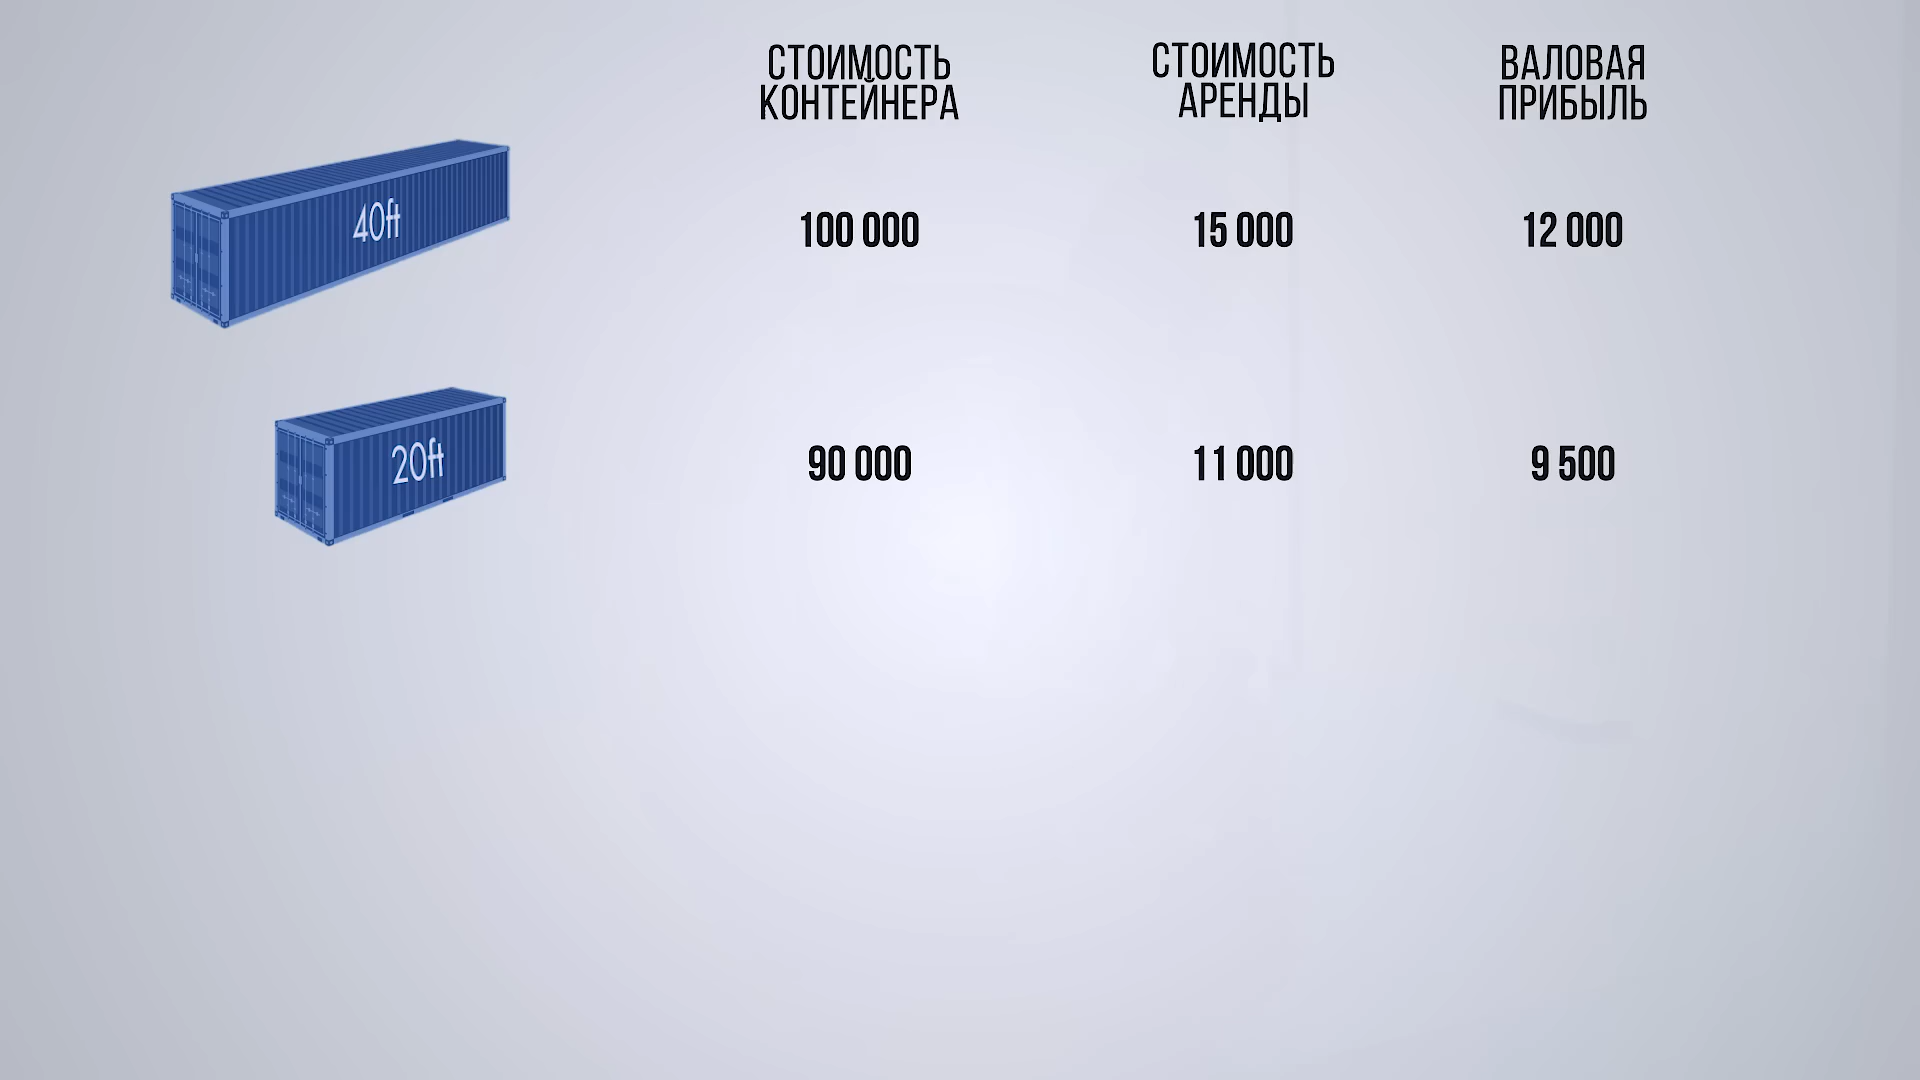 СТОИМОСТЬ
КОНТЕЙНЕРА
СТОИМОСТЬ
АРЕНДЫ
ВАЛОВАЯ
ПРИБЫЛЬ
40ft
100 000
15 000
12 000
20ft
90 000
11 000
9 500